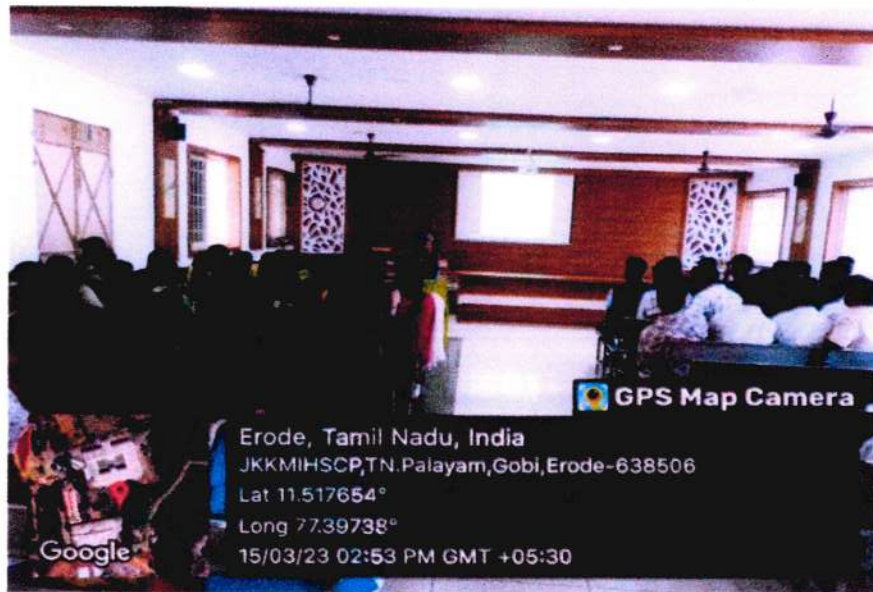 GPS Map Camera
Erode, Tamil Nadu, India
JKKMIHSCP,TN.Palayam,Gobi,Erode-638506
Lat 11.517654°
Long 77.39738°
15/03/23 02:53 PM GMT +05:30
Google